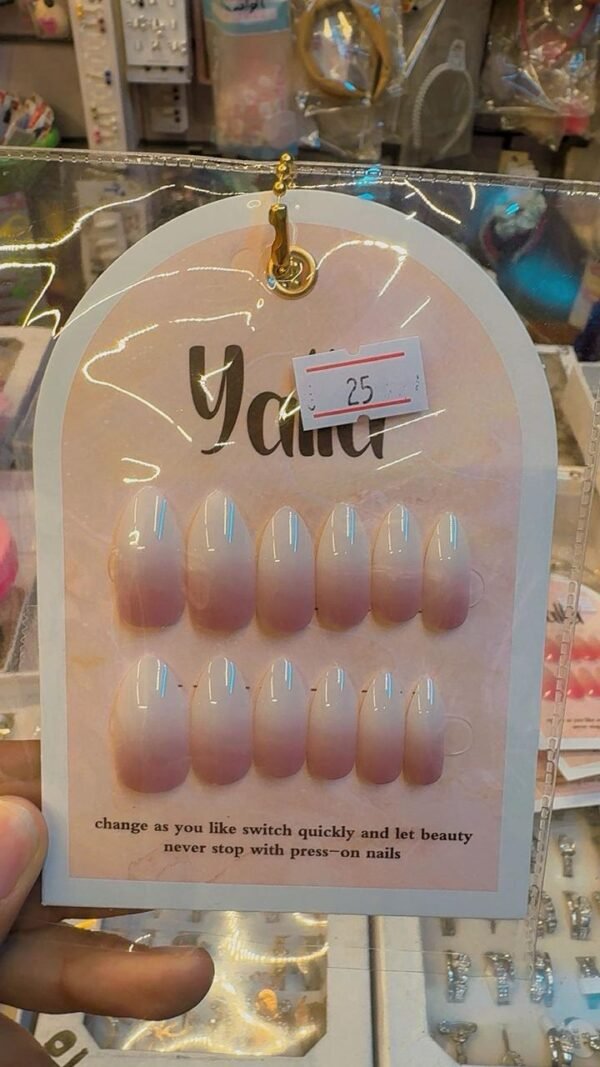 Yalla
25
change as you like switch quickly and let beauty
never stop with press-on nails